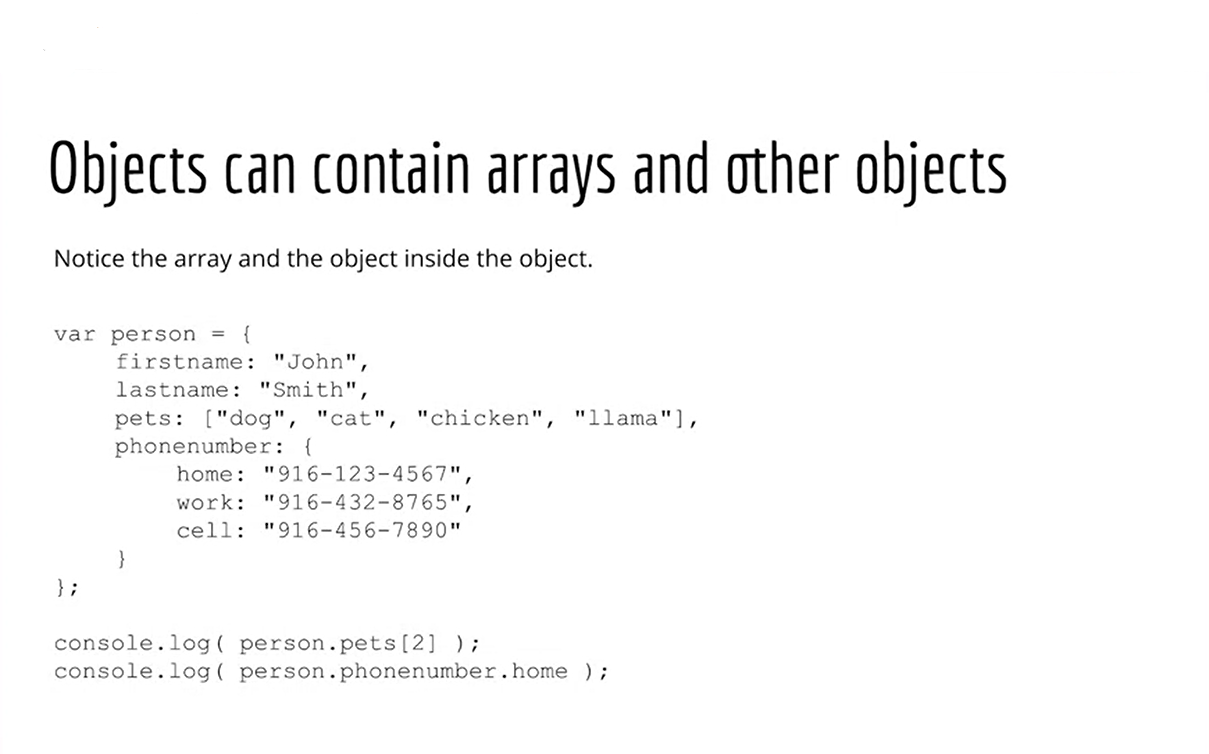 Objects can contain arrays and other objects
Notice the array and the object inside the object.
var person = {
    firstname: "John",
    lastname: "Smith",
    pets: ["dog", "cat", "chicken", "llama"],
    phonenumber: {
        home: "916-123-4567",
        work: "916-432-8765",
        cell: "916-456-7890"
    }
};
console.log( person.pets[2] );
console.log( person.phonenumber.home );